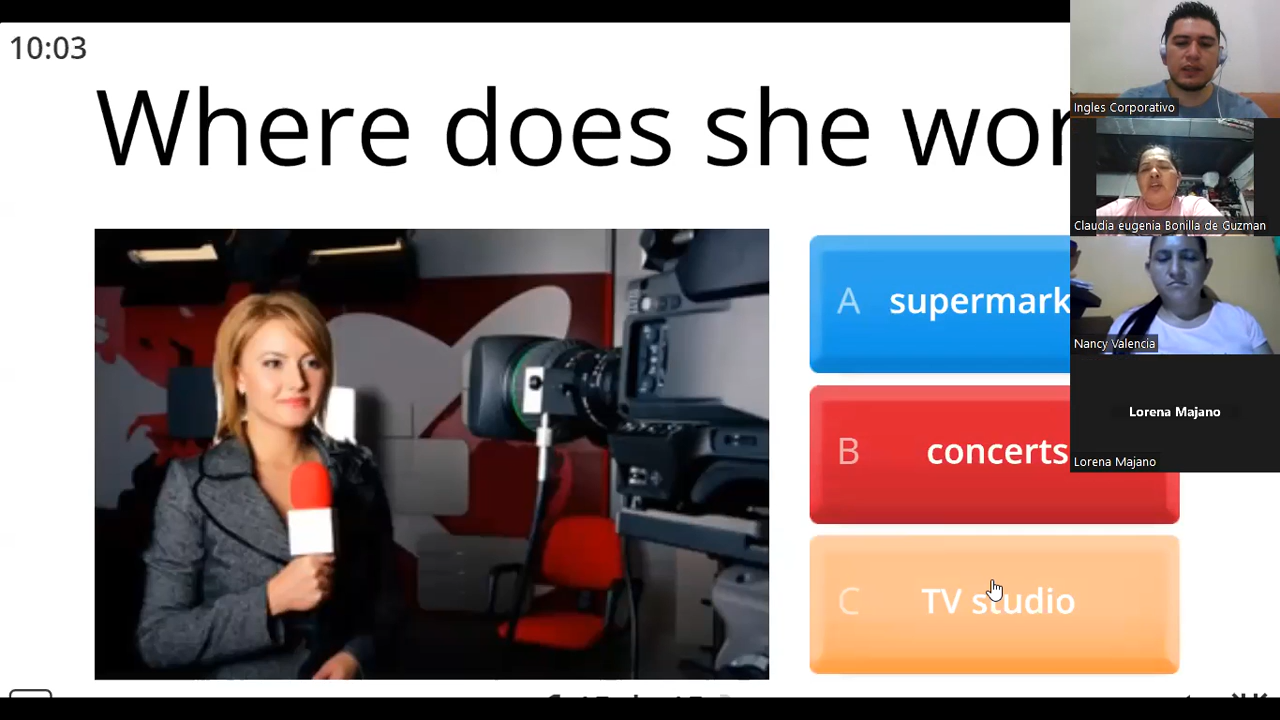 10:03
Where does she wor
Ingles Corporativo
Claudia eugenia Bonilla de Guzman
A supermark
Nancy Valencia
Lorena Majano
B concerts
Lorena Majano
C TV studio